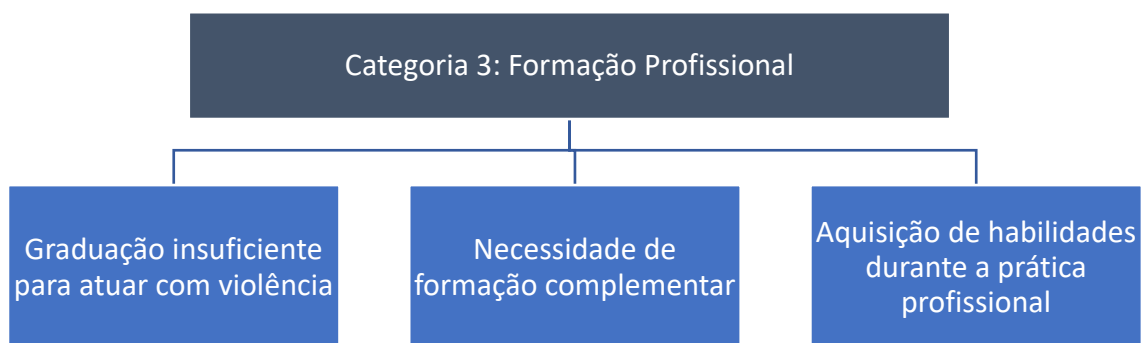 Categoria 3: Formação Profissional
Graduação insuficiente
para atuar com violência
Necessidade de
formação complementar
Aquisição de habilidades
durante a prática
profissional